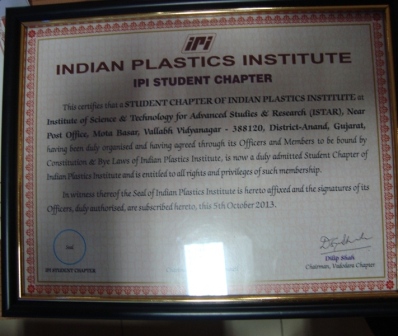 iPi
INDIAN PLASTICS INSTITUTE
IPI STUDENT CHAPTER
This certifies that a STUDENT CHAPTER OF INDIAN PLASTICS INSTITUTE at
Institute of Science & Technology for Advanced Studies & Research (ISTAR), Near
Post Office, Mota Bazar, Vallabh Vidyanagar - 388120, District-Anand, Gujarat,
having been duly organised and having agreed through its Officers and Members to be bound by
Constitution & Bye Laws of Indian Plastics Institute, is now a duly admitted Student Chapter of
Indian Plastics Institute and is entitled to all rights and privileges of such membership.
In witness thereof the Seal of Indian Plastics Institute is hereto affixed and the signatures of its
Officers, duly authorised, are subscribed hereto, this 5th October 2013.
Seal
IPI STUDENT CHAPTER
Dilip Shah
Chairman, Vadodara Chapter